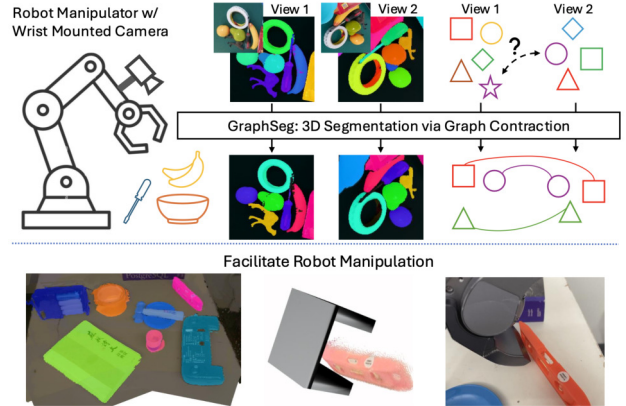 Robot Manipulator w/
Wrist Mounted Camera
View 1
View 2
View 1
View 2
?
GraphSeg: 3D Segmentation via Graph Contraction
Facilitate Robot Manipulation